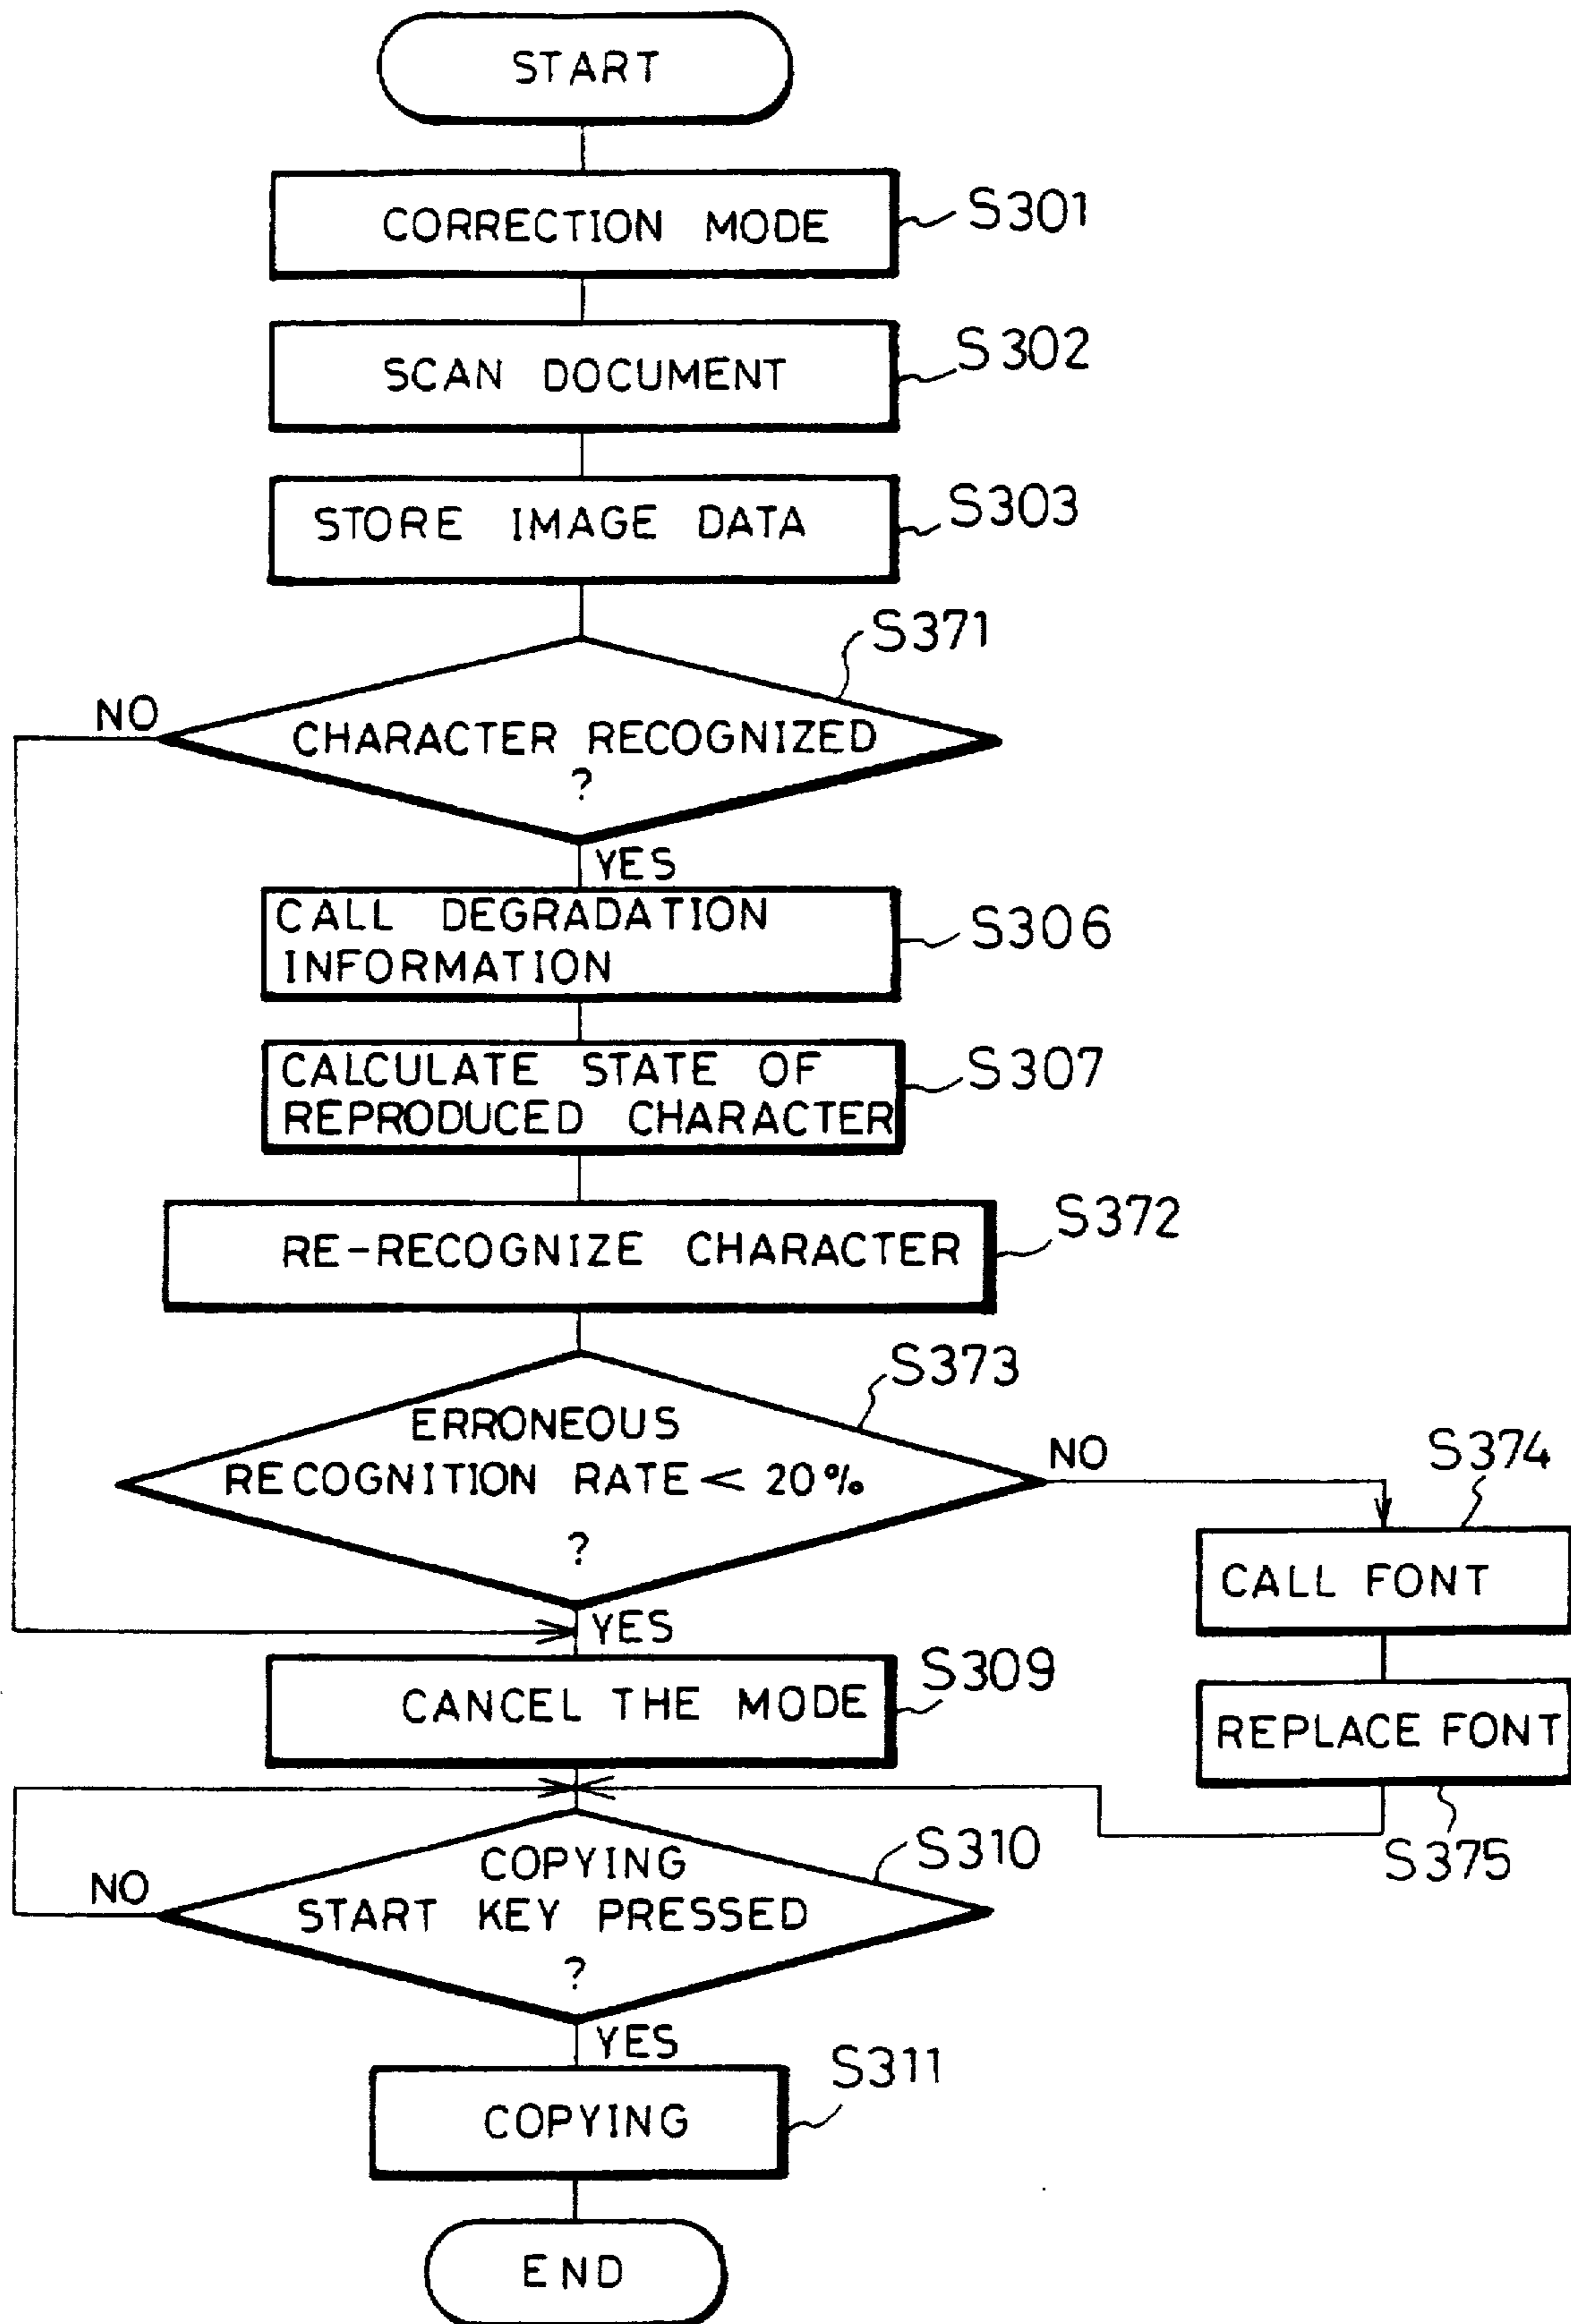 START
CORRECTION MODE
S301
SCAN DOCUMENT
S302
STORE IMAGE DATA
S303
S371
NO
CHARACTER RECOGNIZED
?
YES
CALL DEGRADATION
INFORMATION
S306
CALCULATE STATE OF
REPRODUCED CHARACTER
S307
RE-RECOGNIZE CHARACTER
S372
S373
ERRONEOUS
RECOGNITION RATE < 20%
?
NO
S374
CALL FONT
YES
CANCEL THE MODE
S309
REPLACE FONT
S375
COPYING
START KEY PRESSED
?
S310
NO
YES
COPYING
S311
END